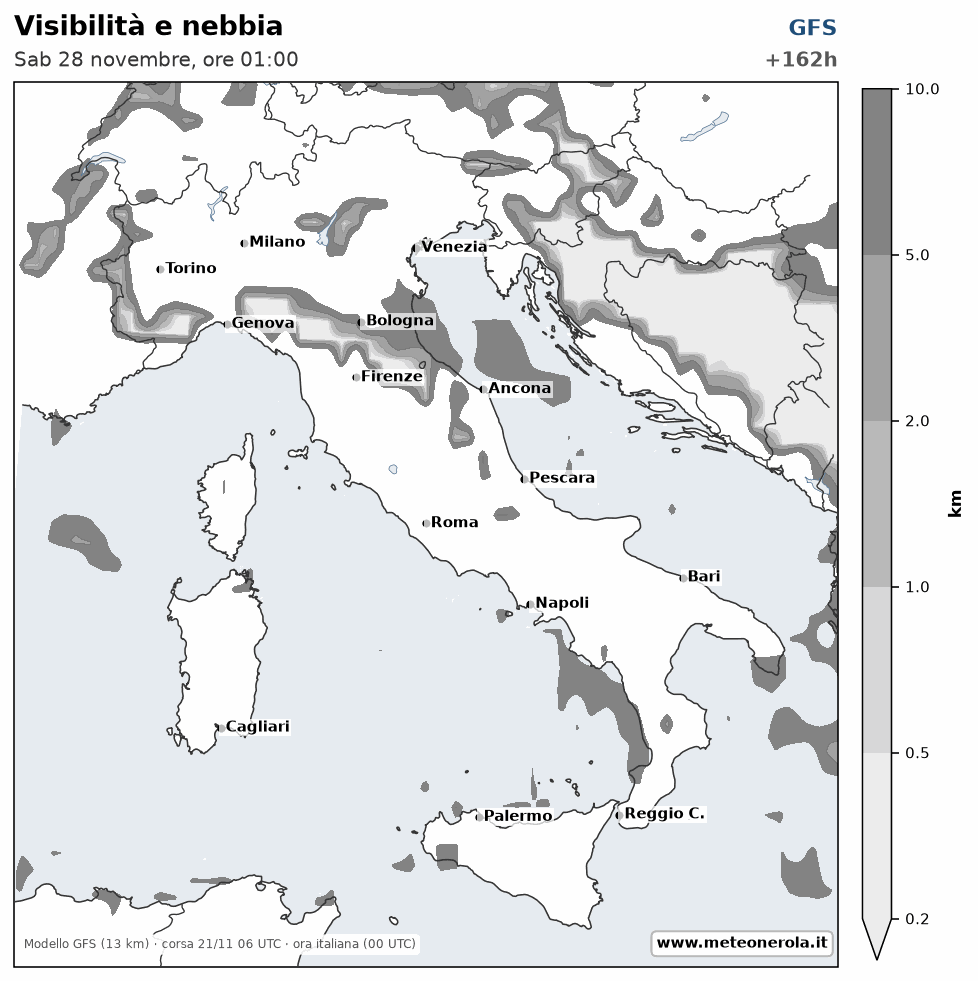 Visibilità e nebbia
GFS
Sab 28 novembre, ore 01:00
+162h
10.0
5.0
2.0
1.0
0.5
0.2
km
Milano
Venezia
Torino
Genova
Bologna
Firenze
Ancona
Pescara
Roma
Bari
Napoli
Cagliari
Palermo
Reggio C.
Modello GFS (13 km) · corsa 21/11 06 UTC · ora italiana (00 UTC)
www.meteonerola.it